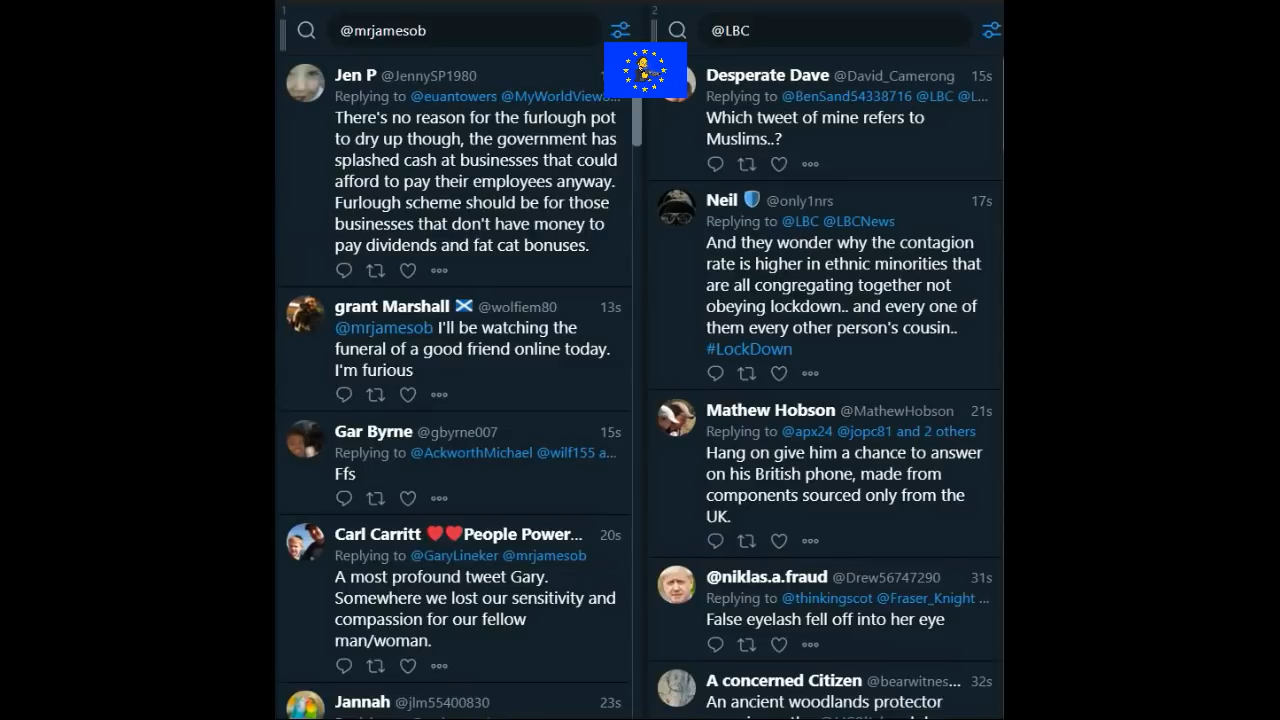 1
@mrjamesob
Jen P @JennySP1980
Replying to @euantowers @MyWorldViews...
There's no reason for the furlough pot
to dry up though, the government has
splashed cash at businesses that could
afford to pay their employees anyway.
Furlough scheme should be for those
businesses that don't have money to
pay dividends and fat cat bonuses.
grant Marshall @wolfiem80 13s
@mrjamesob I'll be watching the
funeral of a good friend online today.
I'm furious
Gar Byrne @gbyrne007 15s
Replying to @AckworthMichael @wilf155 a...
Ffs
Carl Carritt ❤️❤️People Power... 20s
Replying to @GaryLineker @mrjamesob
A most profound tweet Gary.
Somewhere we lost our sensitivity and
compassion for our fellow
man/woman.
Jannah @jlm55400830 23s
2
@LBC
Desperate Dave @David_Camerong 15s
Replying to @BenSand54338716 @LBC @L...
Which tweet of mine refers to
Muslims..?
Neil @only1nrs 17s
Replying to @LBC @LBCNews
And they wonder why the contagion
rate is higher in ethnic minorities that
are all congregating together not
obeying lockdown.. and every one of
them every other person's cousin..
#LockDown
Mathew Hobson @MathewHobson 21s
Replying to @apx24 @jopc81 and 2 others
Hang on give him a chance to answer
on his British phone, made from
components sourced only from the
UK.
@niklas.a.fraud @Drew56747290 31s
Replying to @thinkingscot @Fraser_Knight ...
False eyelash fell off into her eye
A concerned Citizen @bearwitnes... 32s
An ancient woodlands protector